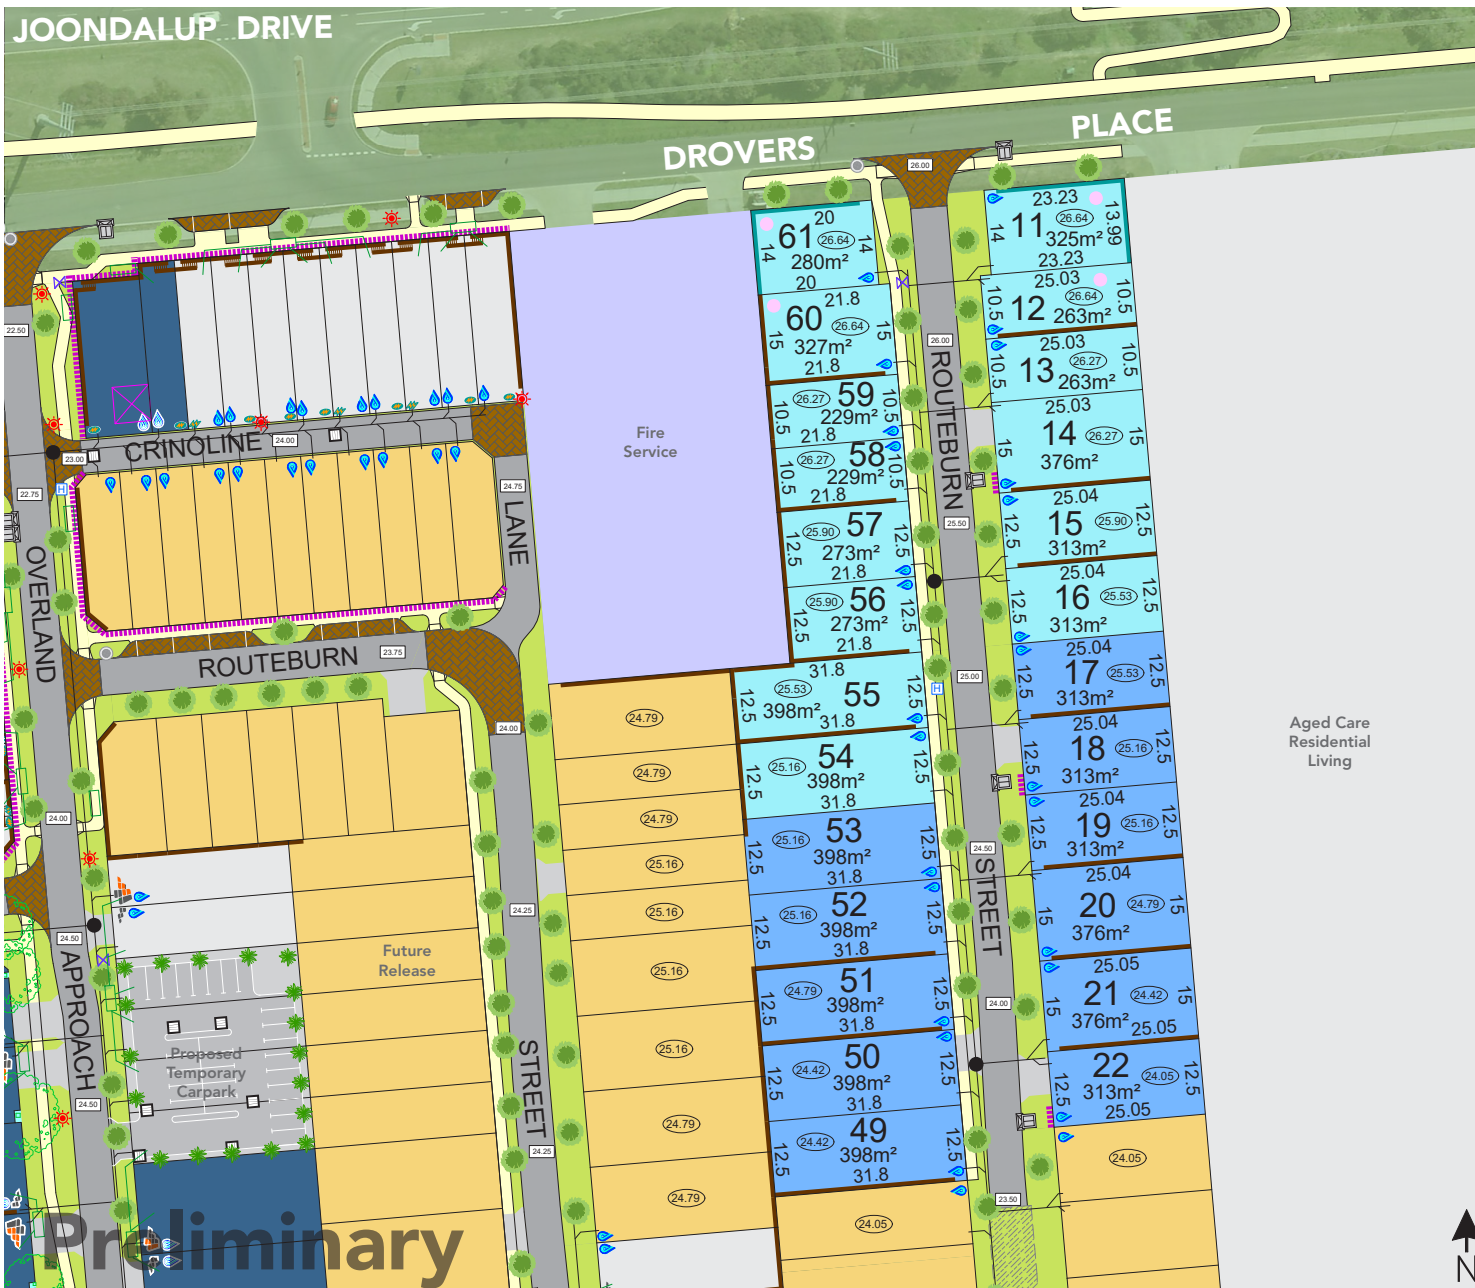 JOONDALUP DRIVE
DROVERS PLACE
26.00
23.23
11 26.64 13.99
14 325m²
23.23
25.03
10.5 12 26.64 10.5
263m²
25.03
10.5 13 26.27 10.5
263m²
25.03
15 14 26.27 15
376m²
25.04
12.5 15 25.90 12.5
313m²
25.04
12.5 16 25.53 12.5
313m²
25.04
12.5 17 25.53 12.5
313m²
25.04
12.5 18 25.16 12.5
313m²
25.04
12.5 19 25.16 12.5
313m²
25.04
15 20 24.79 15
376m²
25.05
15 21 24.42 15
376m² 25.05
12.5 22 24.05 12.5
313m²
25.05
24.05
20
14 61 26.64 14
280m²
20
21.8
15 60 26.64 15
327m²
21.8
26.27 59 10.5
10.5 229m²
21.8
26.27 58 10.5
10.5 229m²
21.8
25.90 57
12.5 273m² 12.5
21.8
25.90 56
12.5 273m² 12.5
21.8
31.8
12.5 25.53 55 12.5
398m² 31.8
12.5 25.16 54 12.5
398m²
31.8
25.16 53
12.5 398m² 12.5
31.8
25.16 52
12.5 398m² 12.5
31.8
24.79 51
12.5 398m² 12.5
31.8
24.42 50
12.5 398m² 12.5
31.8
24.42 49
12.5 398m² 12.5
31.8
24.05
ROUTEBURN STREET
26.00
25.50
25.00
24.50
24.00
23.50
Fire
Service
Aged Care
Residential
Living
22.50
23.00
CRINOLINE
24.00
24.75
LANE
22.75
OVERLAND
ROUTEBURN
23.75
24.00
24.00
24.79
24.79
24.79
25.16
25.16
25.16
25.16
24.79
24.79
24.25
STREET
24.25
Future
Release
24.50
APPROACH
24.50
Proposed
Temporary
Carpark
H
H
Preliminary
N